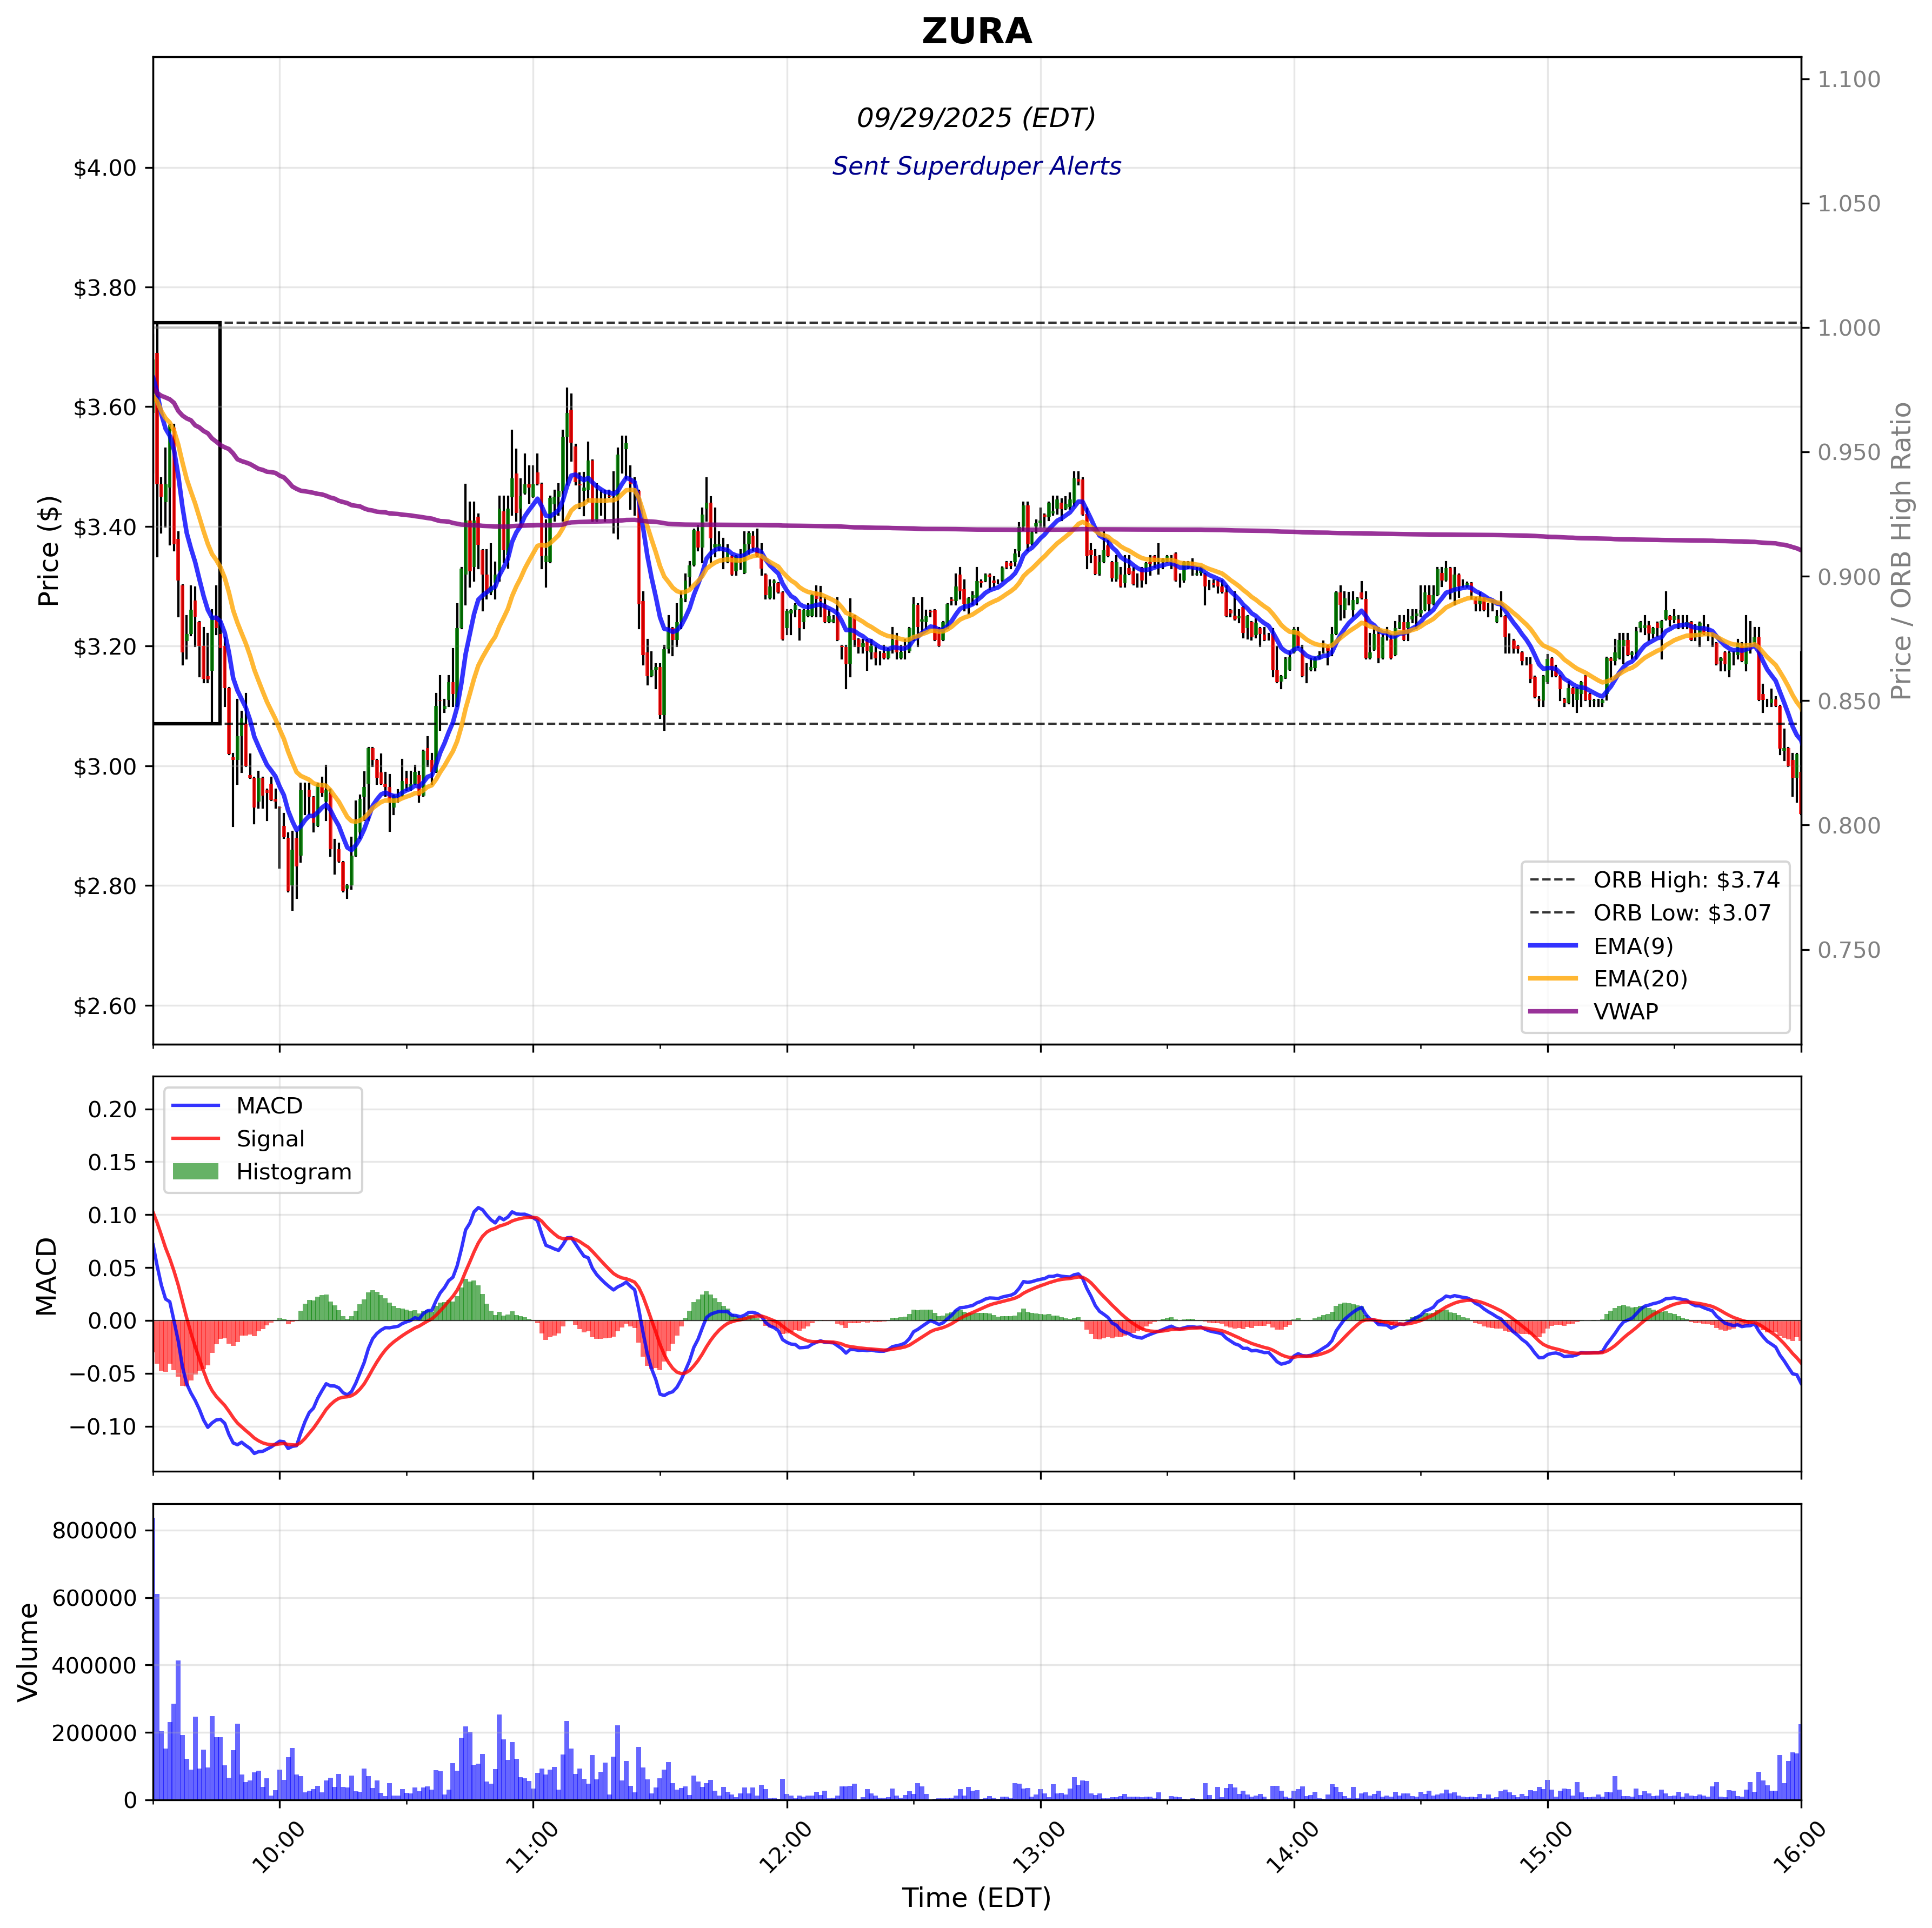 ZURA
09/29/2025 (EDT)
Sent Superduper Alerts
Price ($)
$4.00
$3.80
$3.60
$3.40
$3.20
$3.00
$2.80
$2.60
1.100
1.050
1.000
0.950
0.900
0.850
0.800
0.750
Price / ORB High Ratio
ORB High: $3.74
ORB Low: $3.07
EMA(9)
EMA(20)
VWAP
MACD
0.20
0.15
0.10
0.05
0.00
−0.05
−0.10
MACD
Signal
Histogram
Volume
800000
600000
400000
200000
0
10:00
11:00
12:00
13:00
14:00
15:00
16:00
Time (EDT)